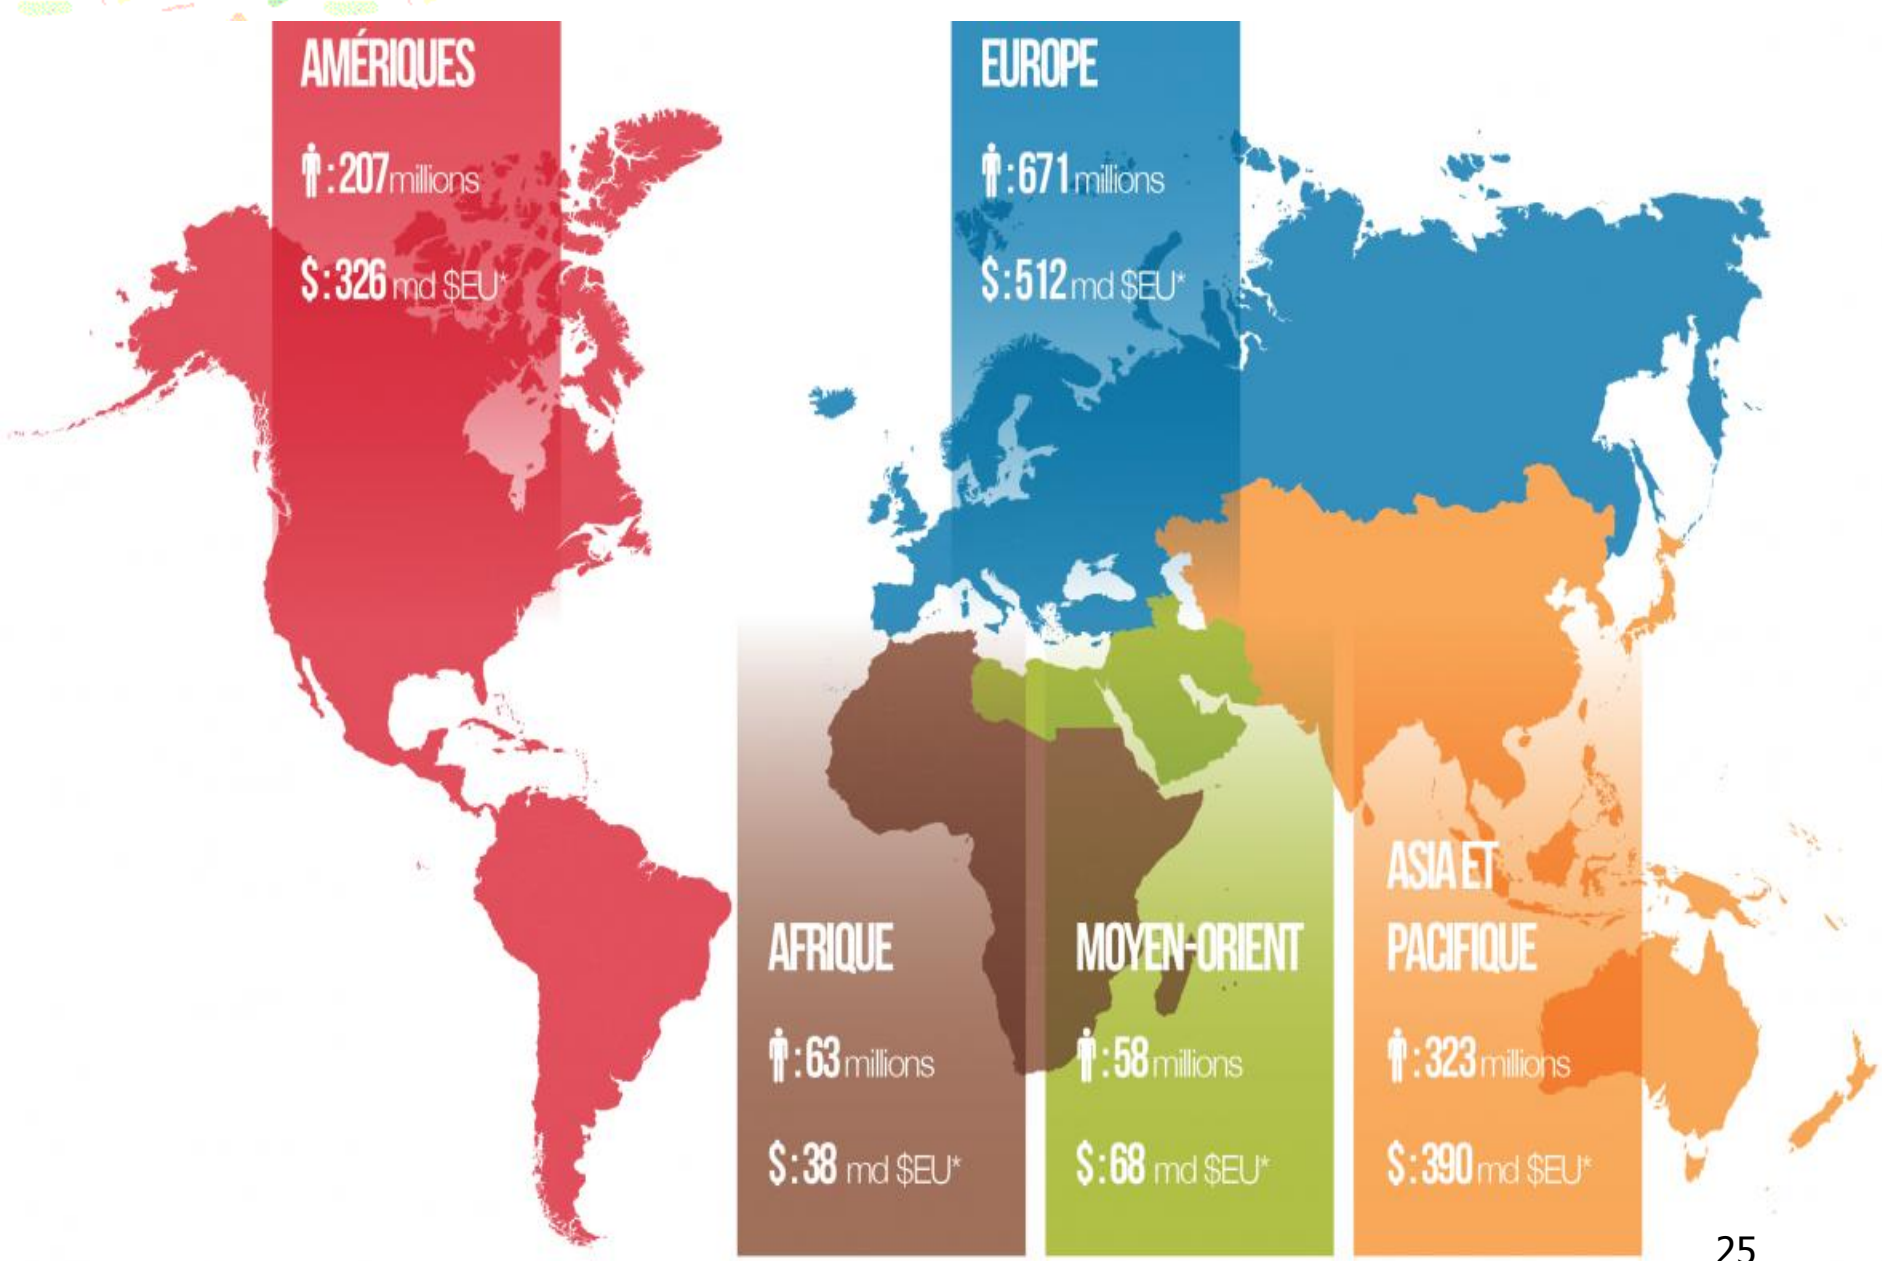 AMÉRIQUES
:207 millions
$:326 md $EU*
EUROPE
:671 millions
$:512 md $EU*
AFRIQUE
:63 millions
$:38 md $EU*
MOYEN-ORIENT
:58 millions
$:68 md $EU*
ASIA ET
PACIFIQUE
:323 millions
$:390 md $EU*
25